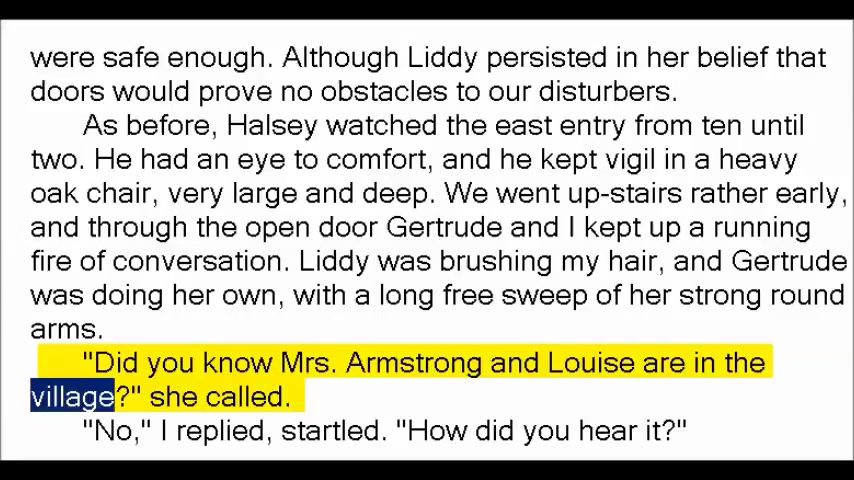 were safe enough. Although Liddy persisted in her belief that
doors would prove no obstacles to our disturbers.
As before, Halsey watched the east entry from ten until
two. He had an eye to comfort, and he kept vigil in a heavy
oak chair, very large and deep. We went up-stairs rather early,
and through the open door Gertrude and I kept up a running
fire of conversation. Liddy was brushing my hair, and Gertrude
was doing her own, with a long free sweep of her strong round
arms.
"Did you know Mrs. Armstrong and Louise are in the
village?" she called.
"No," I replied, startled. "How did you hear it?"